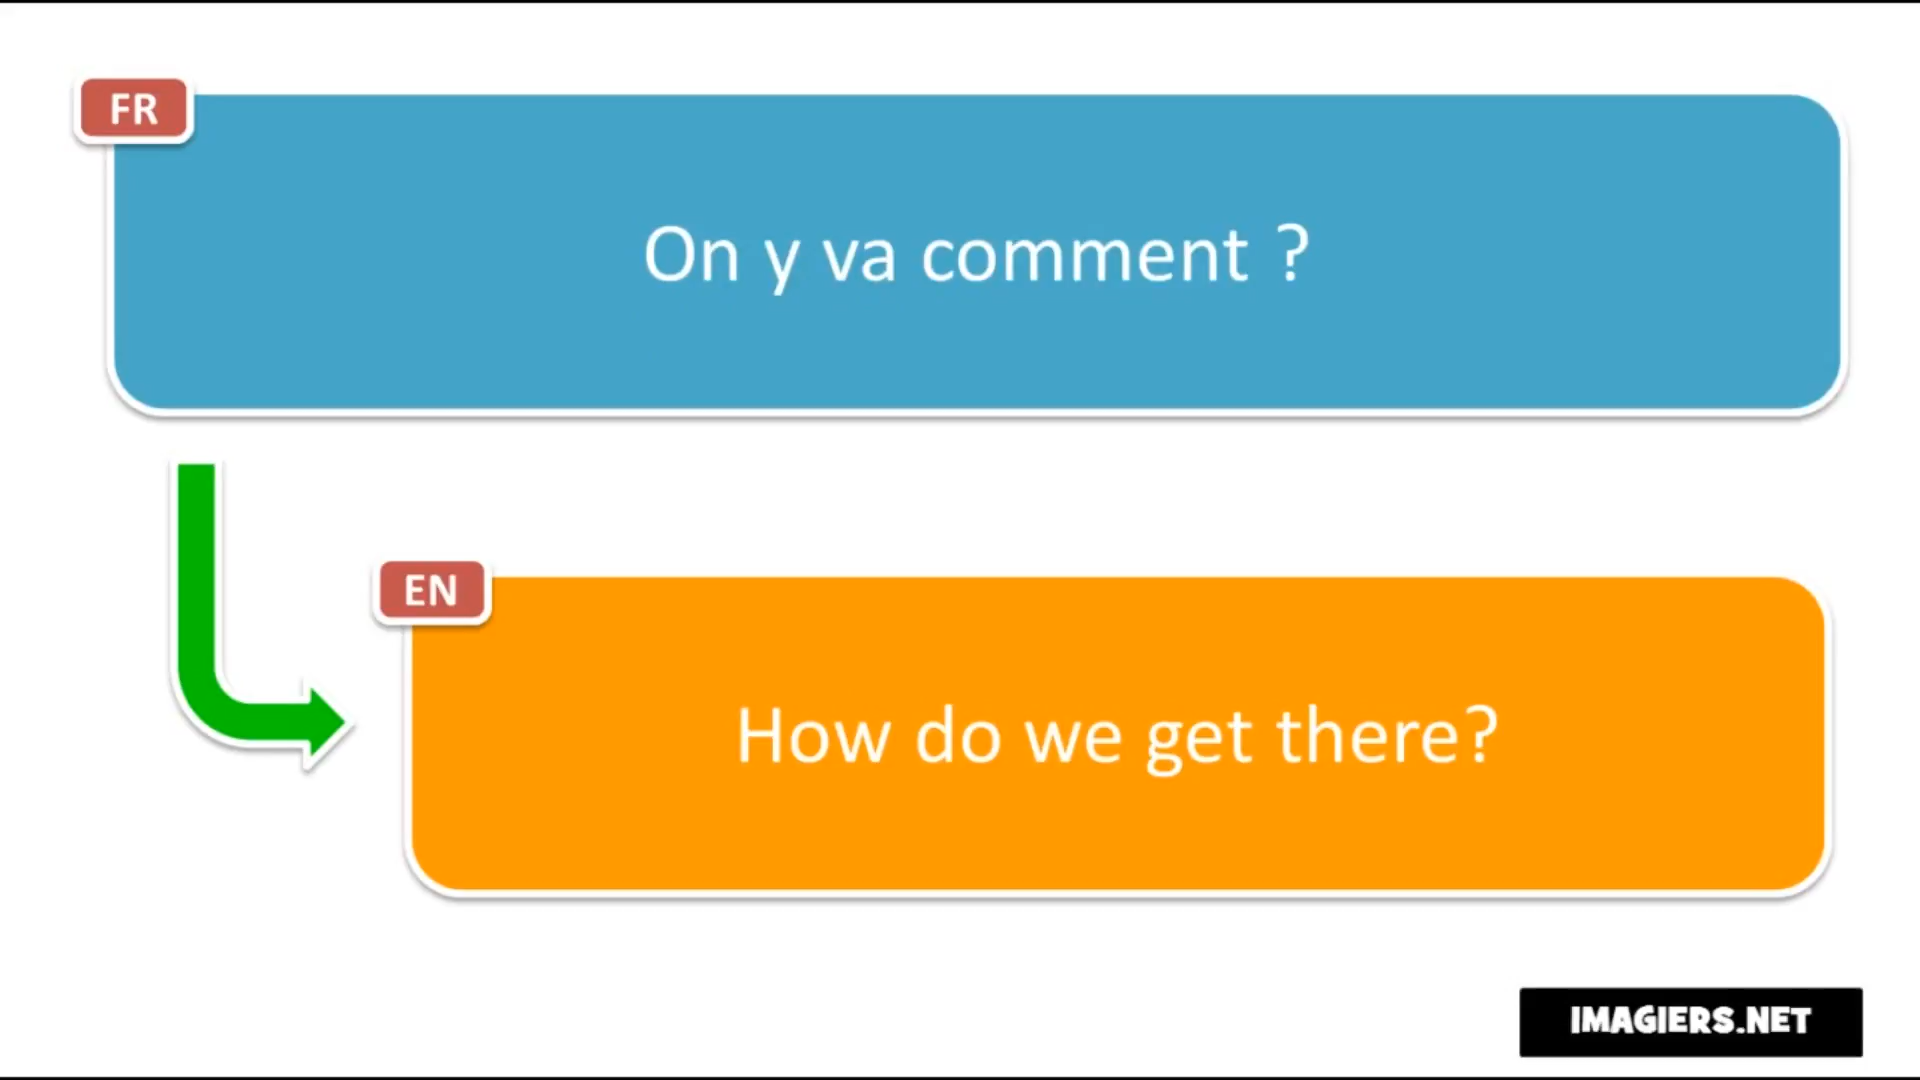 FR
On y va comment ?
EN
How do we get there?
IMAGIERS.NET